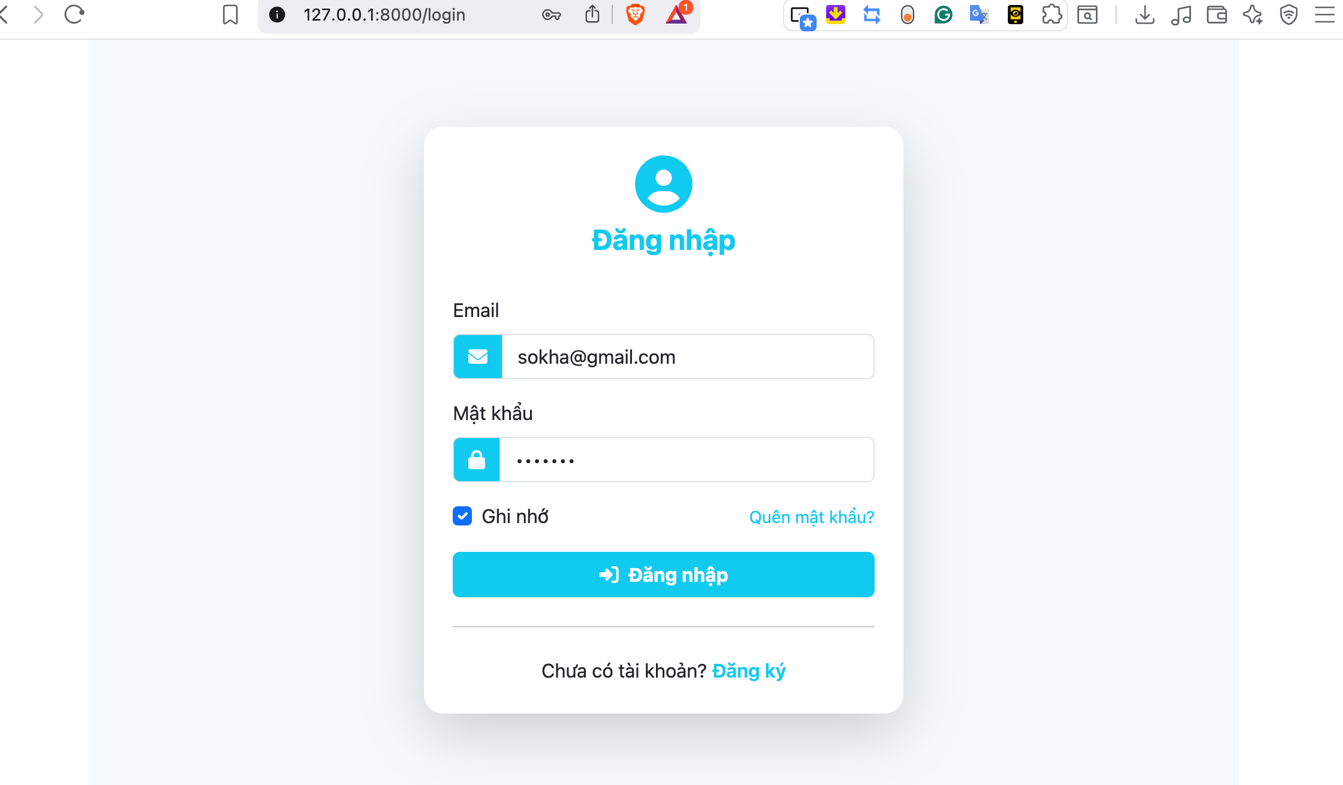 127.0.0.1:8000/login
1
Đăng nhập
Email
sokha@gmail.com
Mật khẩu
•••••••
Ghi nhớ
Quên mật khẩu?
Đăng nhập
Chưa có tài khoản? Đăng ký